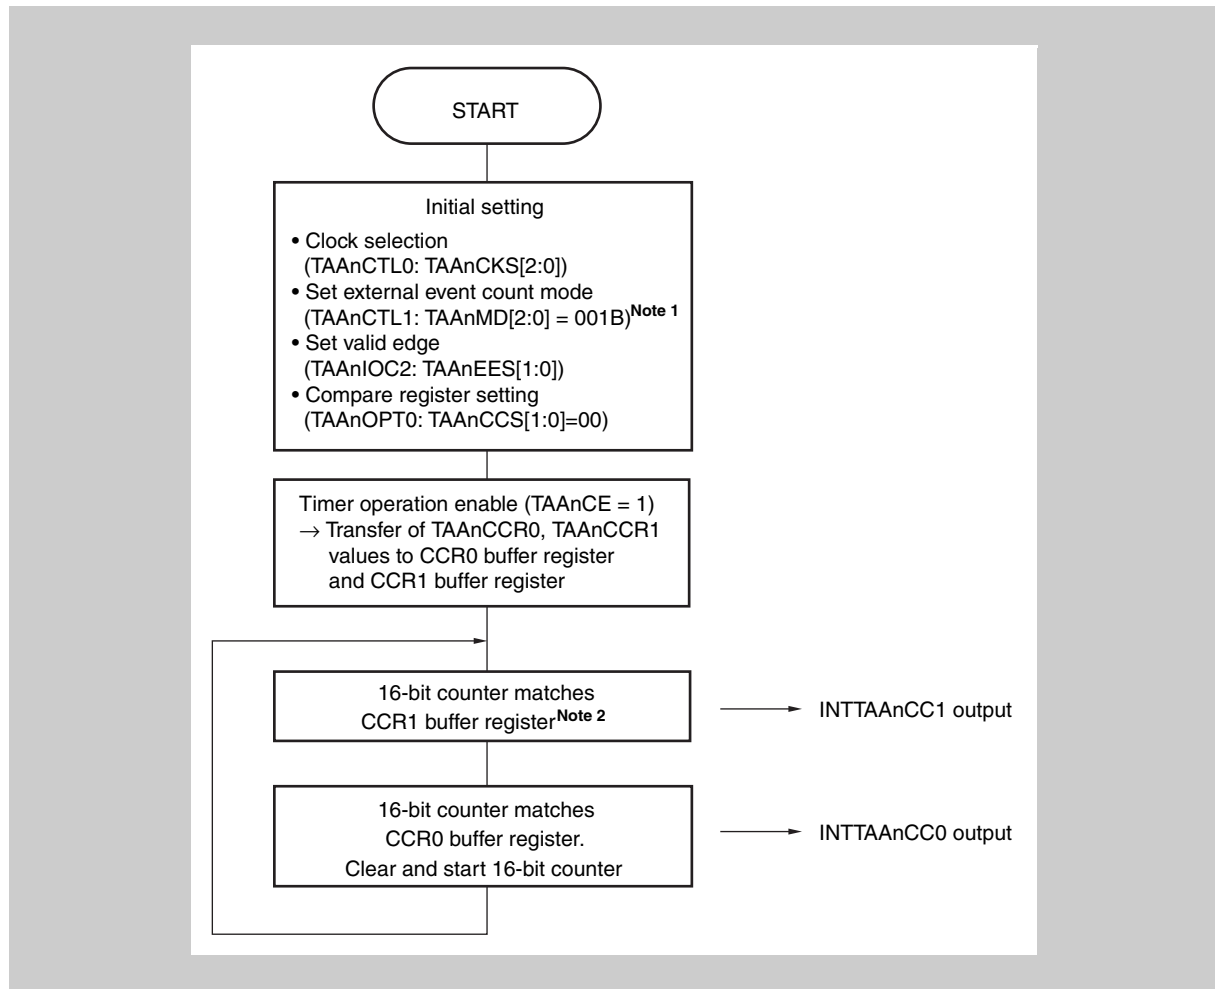 START
Initial setting
• Clock selection
(TAAnCTL0: TAAnCKS[2:0])
• Set external event count mode
(TAAnCTL1: TAAnMD[2:0] = 001B)Note 1
• Set valid edge
(TAAnIOC2: TAAnEES[1:0])
• Compare register setting
(TAAnOPT0: TAAnCCS[1:0]=00)
Timer operation enable (TAAnCE = 1)
→ Transfer of TAAnCCR0, TAAnCCR1
values to CCR0 buffer register
and CCR1 buffer register
16-bit counter matches
CCR1 buffer registerNote 2
INTTAAnCC1 output
16-bit counter matches
CCR0 buffer register.
Clear and start 16-bit counter
INTTAAnCC0 output